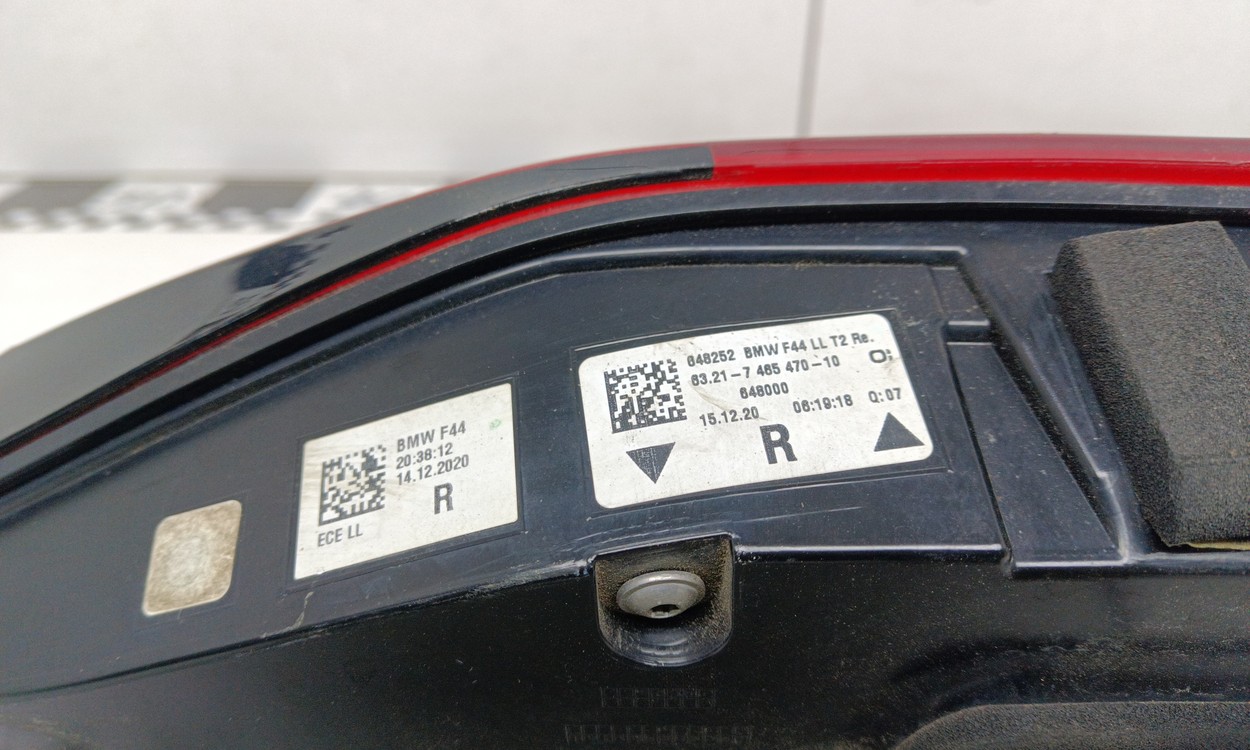 BMW F44
20:38:12
14.12.2020
R
ECE LL
648252 BMW F44 LL T2 Re.
63.21-7 465 470-10
648000
15.12.20 06:19:18 Q:07
R